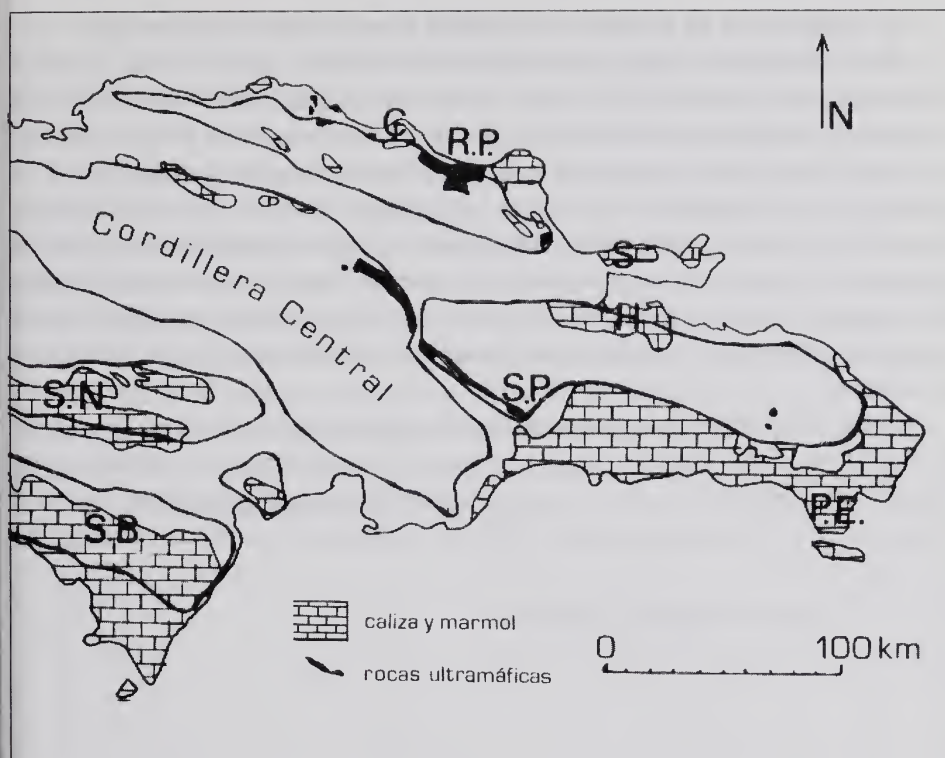 N
C
R.P.
S
Cordillera Central
H
S.N.
S.P.
S.B.
P.E.
caliza y marmol
0 100 km
rocas ultramáficas